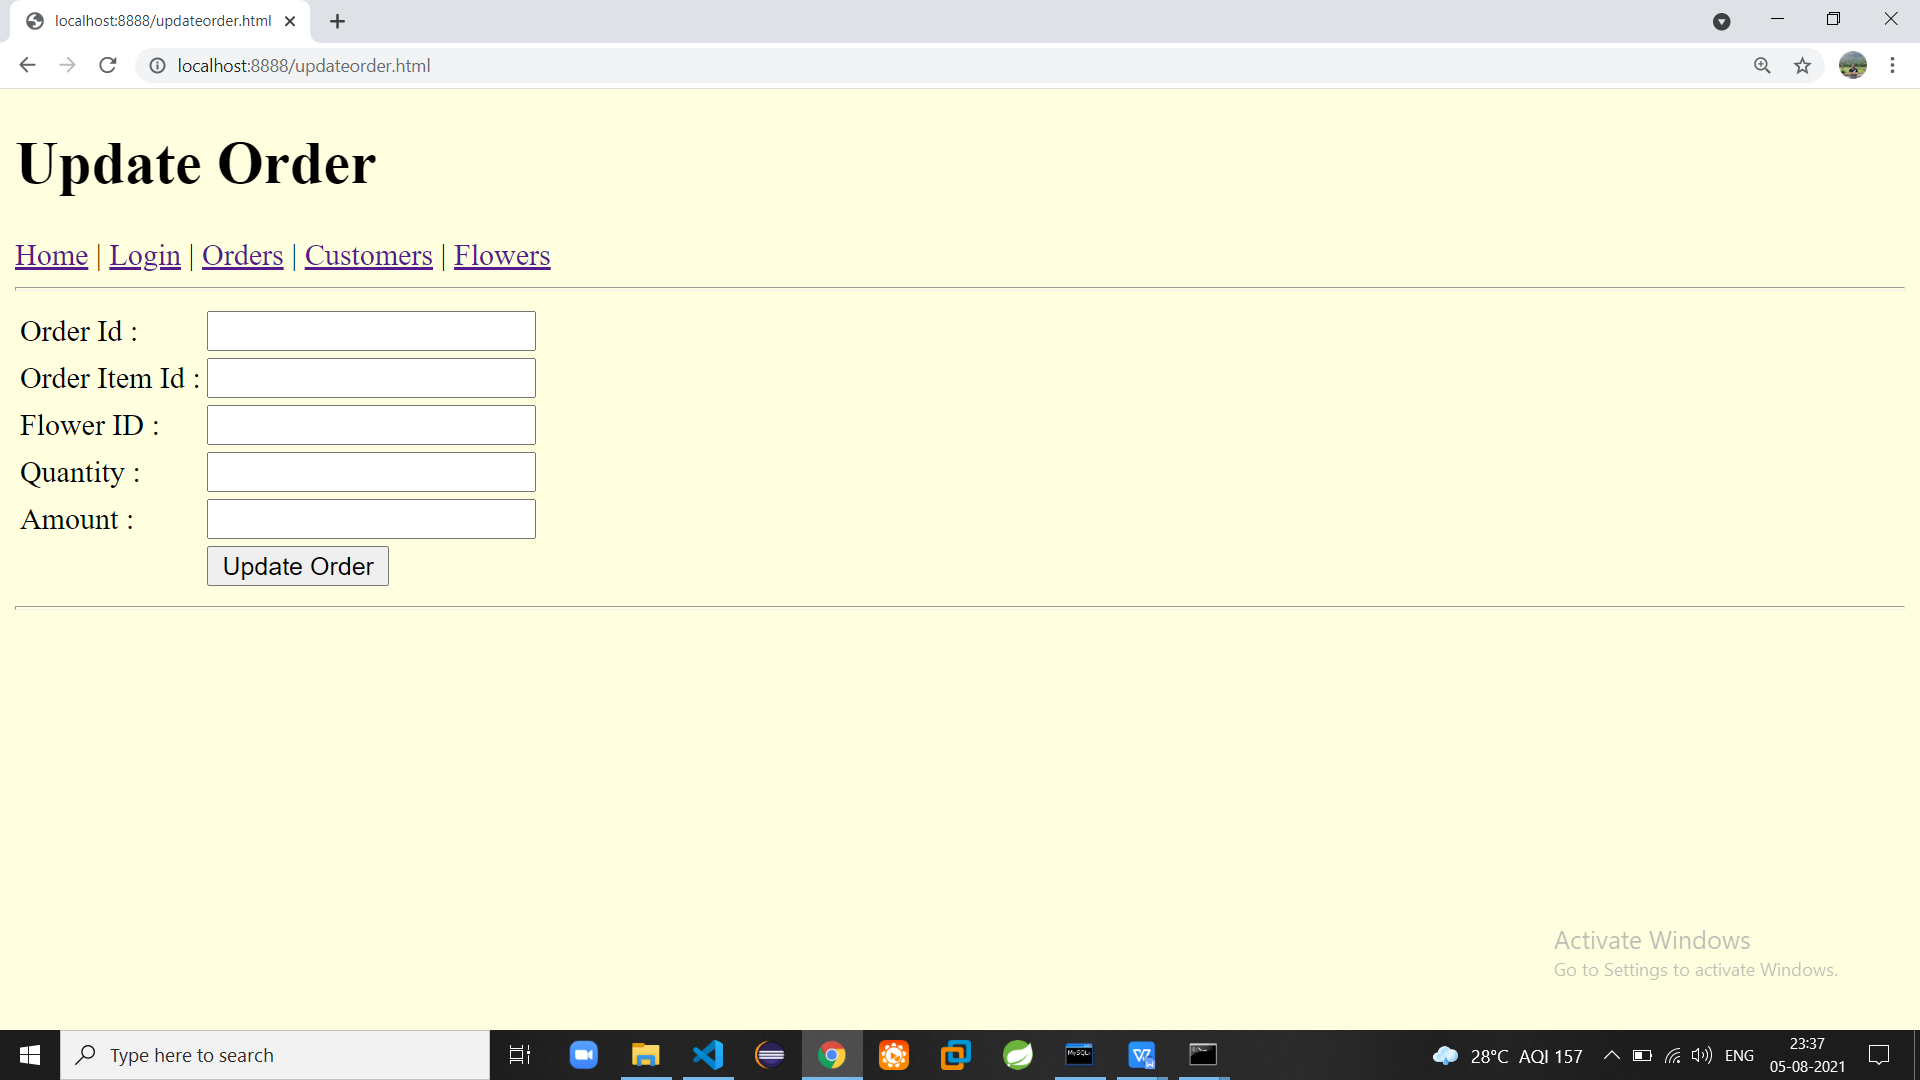 localhost:8888/updateorder.html
localhost:8888/updateorder.html
Update Order
Home | Login | Orders | Customers | Flowers
Order Id :
Order Item Id :
Flower ID :
Quantity :
Amount :
Update Order
Activate Windows
Go to Settings to activate Windows.
Type here to search
28°C AQI 157
ENG
23:37
05-08-2021